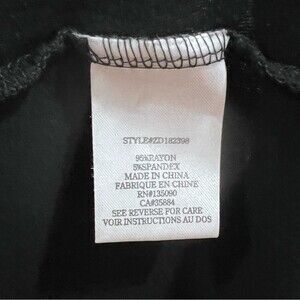 STYLE#ZD182398
95%RAYON
5%SPANDEX
MADE IN CHINA
FABRIQUE EN CHINE
RN#135090
CA#35884
SEE REVERSE FOR CARE
VOIR INSTRUCTIONS AU DOS